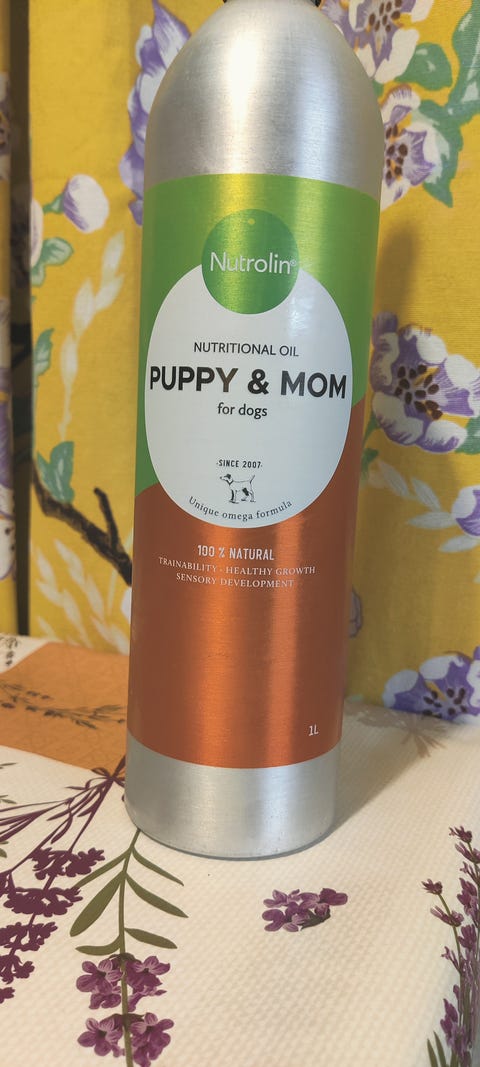 Nutrolin®
NUTRITIONAL OIL
PUPPY & MOM
for dogs
·SINCE 2007·
Unique omega formula
100 % NATURAL
TRAINABILITY · HEALTHY GROWTH
SENSORY DEVELOPMENT
1L